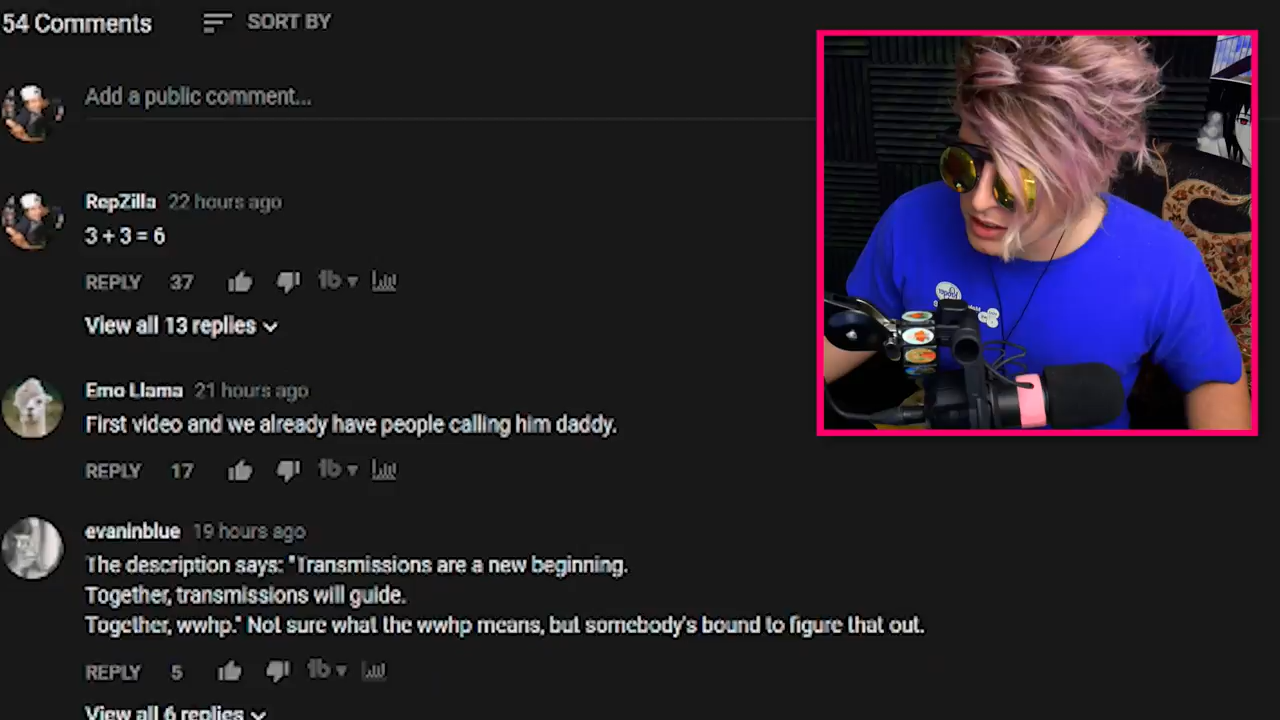 54 Comments
SORT BY
Add a public comment...
RepZilla 22 hours ago
3 + 3 = 6
REPLY 37
View all 13 replies
Emo Llama 21 hours ago
First video and we already have people calling him daddy.
REPLY 17
evaninblue 19 hours ago
The description says: "Transmissions are a new beginning.
Together, transmissions will guide.
Together, wwhp." Not sure what the wwhp means, but somebody's bound to figure that out.
REPLY 5
View all 6 replies